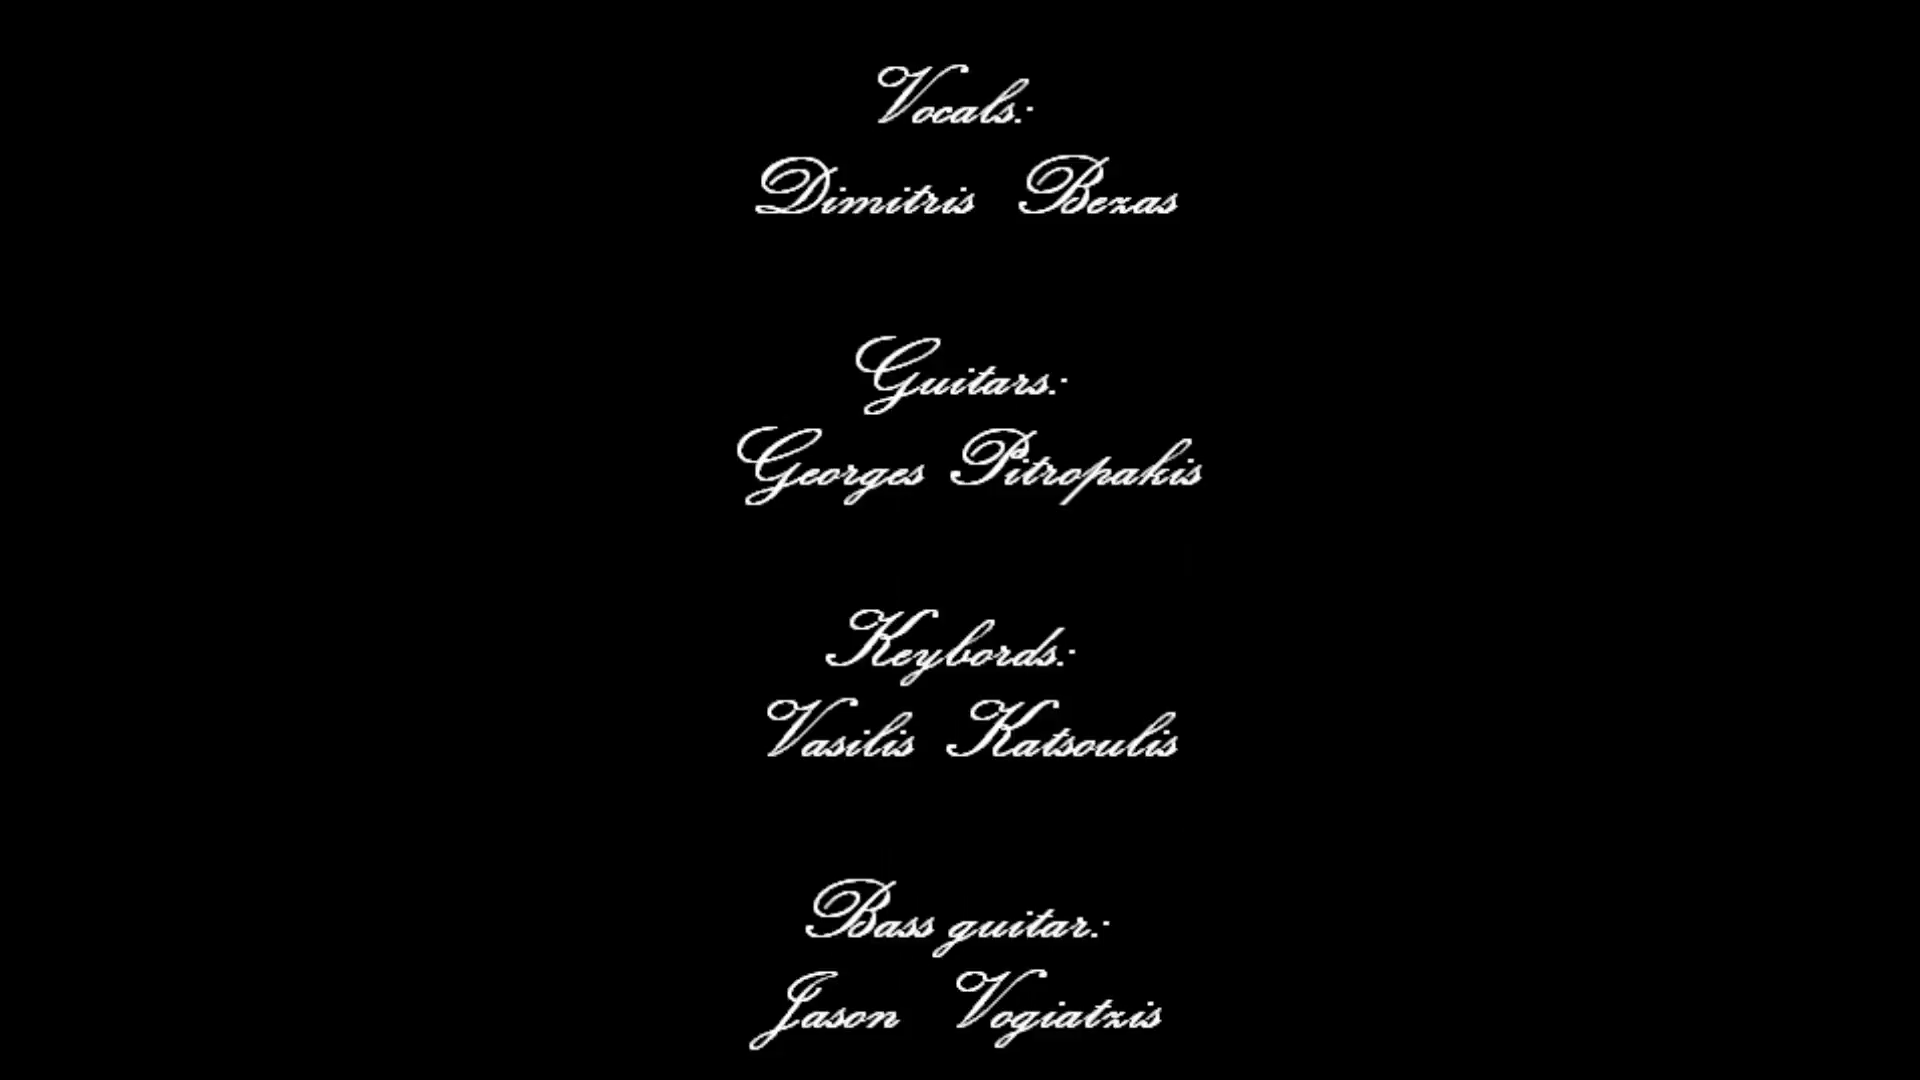 Vocals:
Dimitris Bezas
Guitars:
Georges Pitropakis
Keybords:
Vasilis Katsoulis
Bass guitar:
Jason Vogiatzis